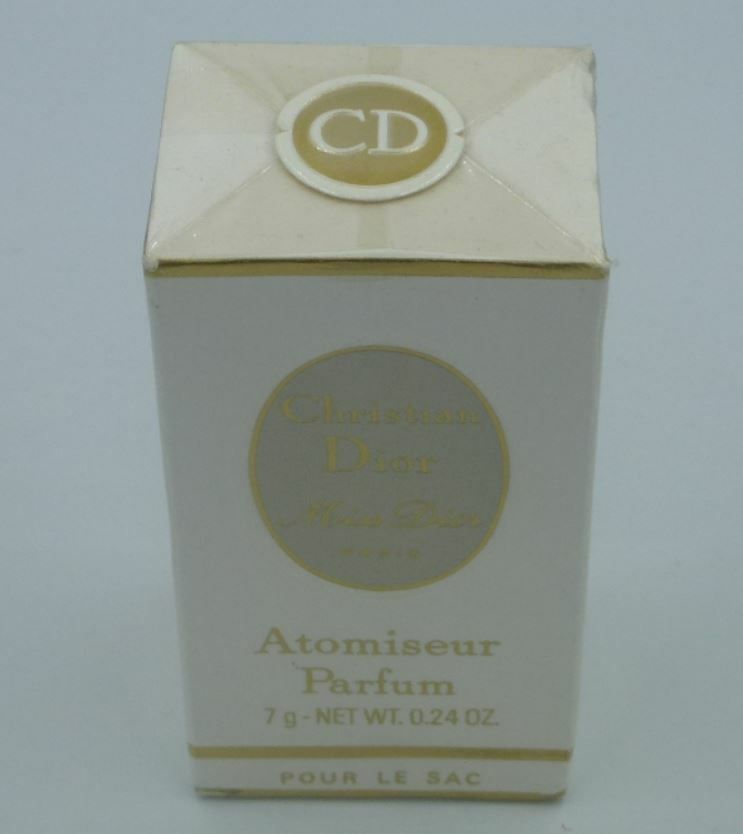 CD
Christian
Dior
Miss Dior
PARIS
Atomiseur
Parfum
7 g - NET WT. 0.24 OZ.
POUR LE SAC